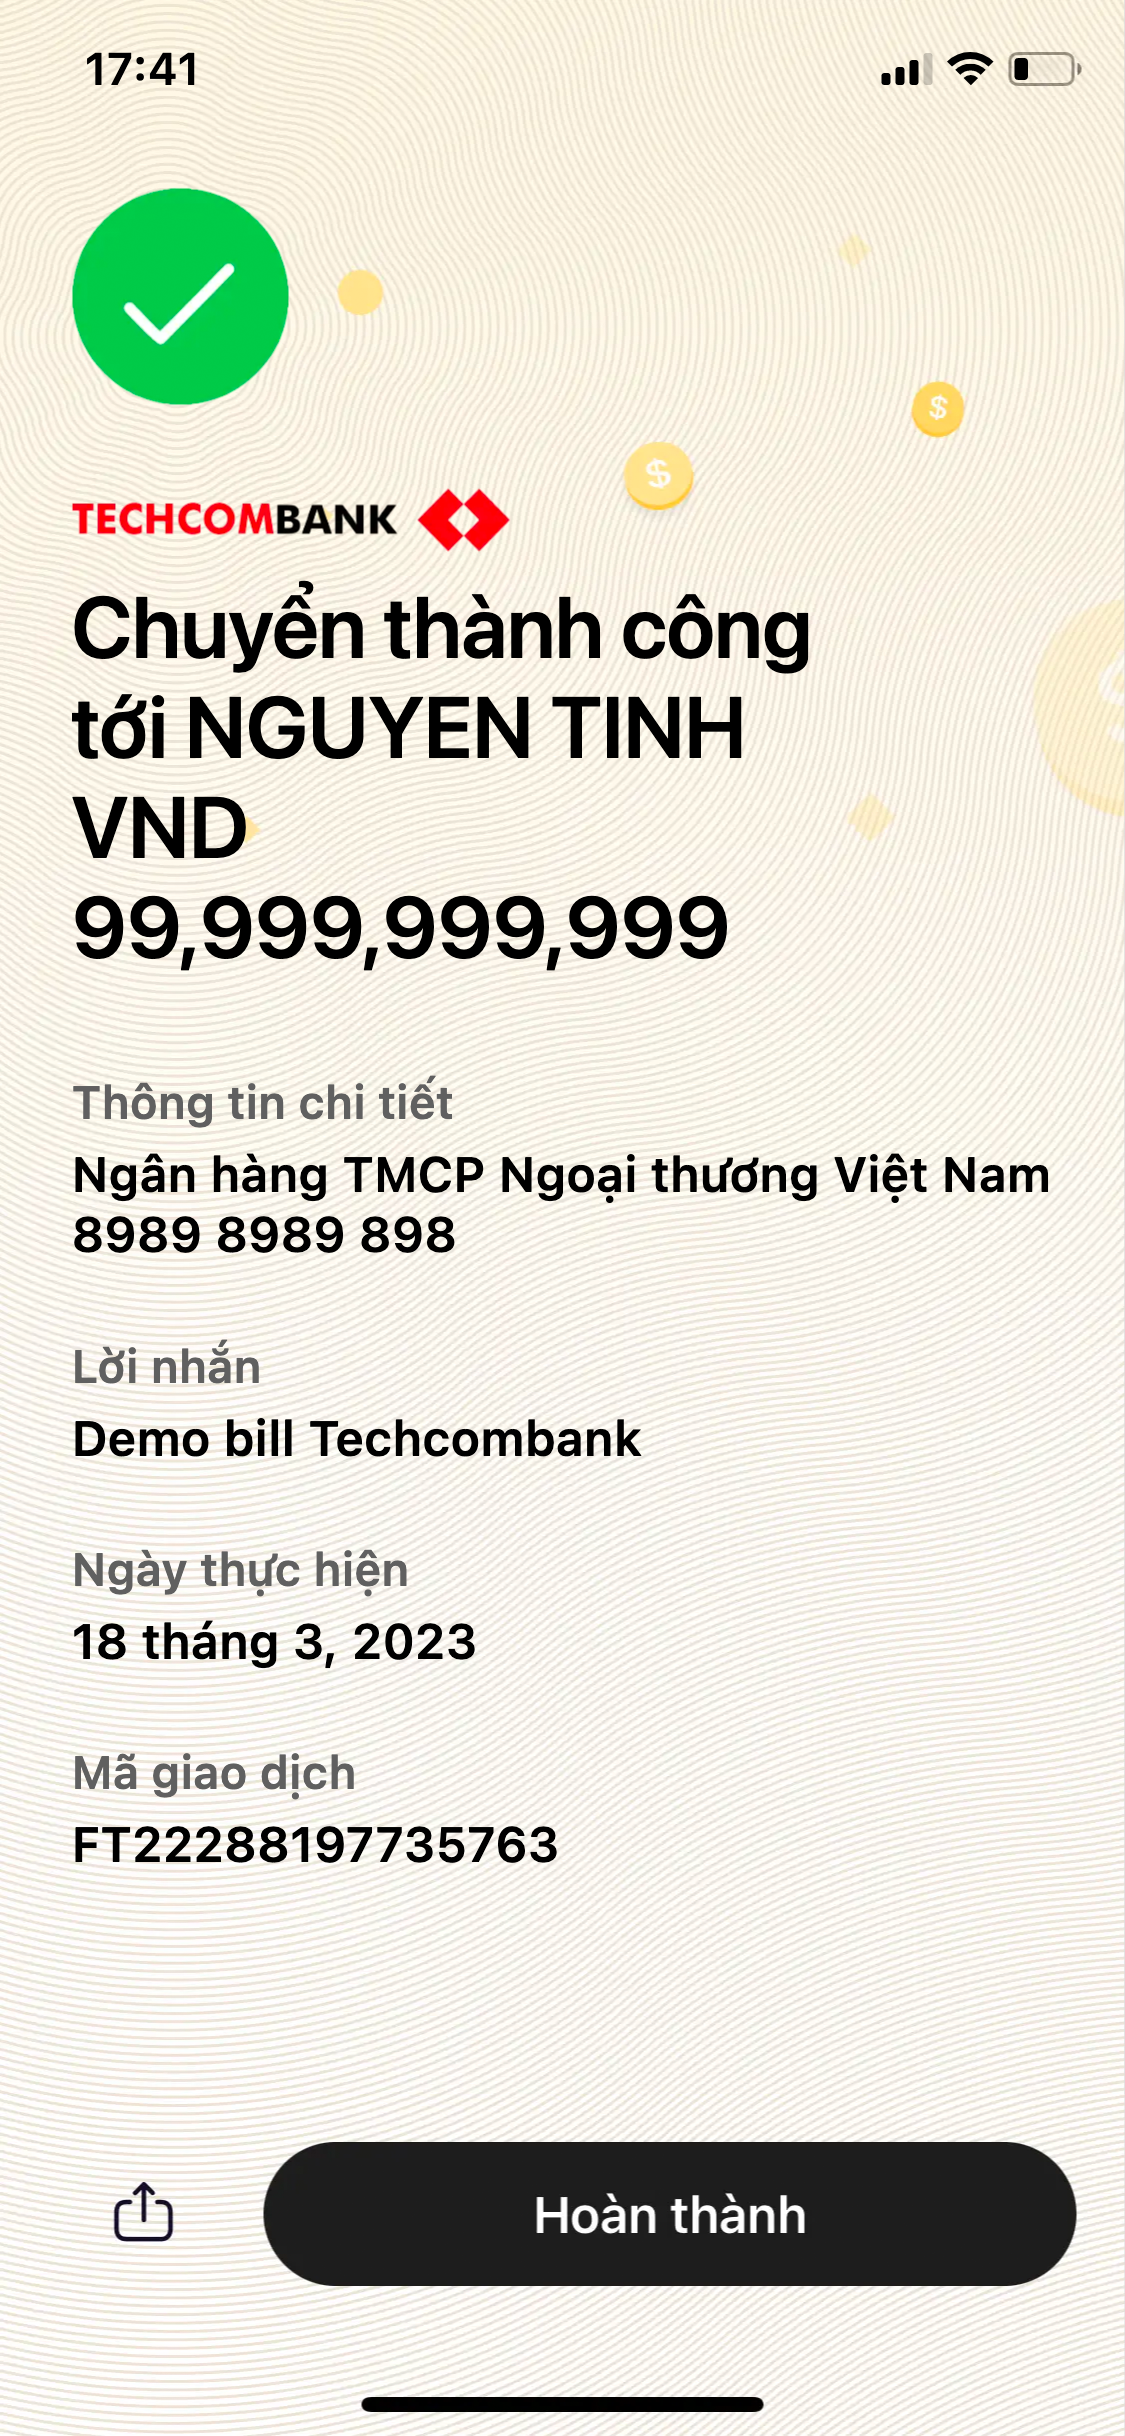 17:41
TECHCOMBANK
Chuyển thành công
tới NGUYEN TINH
VND
99,999,999,999
Thông tin chi tiết
Ngân hàng TMCP Ngoại thương Việt Nam
8989 8989 898
Lời nhắn
Demo bill Techcombank
Ngày thực hiện
18 tháng 3, 2023
Mã giao dịch
FT22288197735763
Hoàn thành